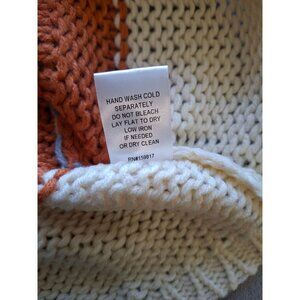 HAND WASH COLD
SEPARATELY
DO NOT BLEACH
LAY FLAT TO DRY
LOW IRON
IF NEEDED
OR DRY CLEAN
RN#159817